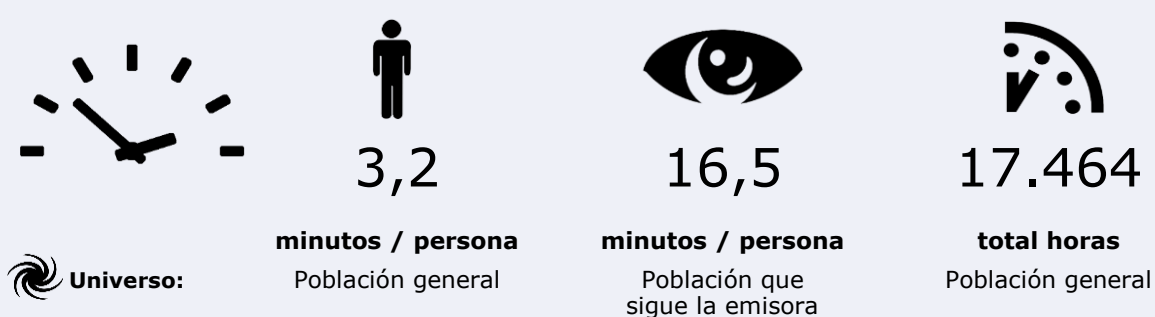 3,2
16,5
17.464
minutos / persona
minutos / persona
total horas
Universo:
Población general
Población que
sigue la emisora
Población general